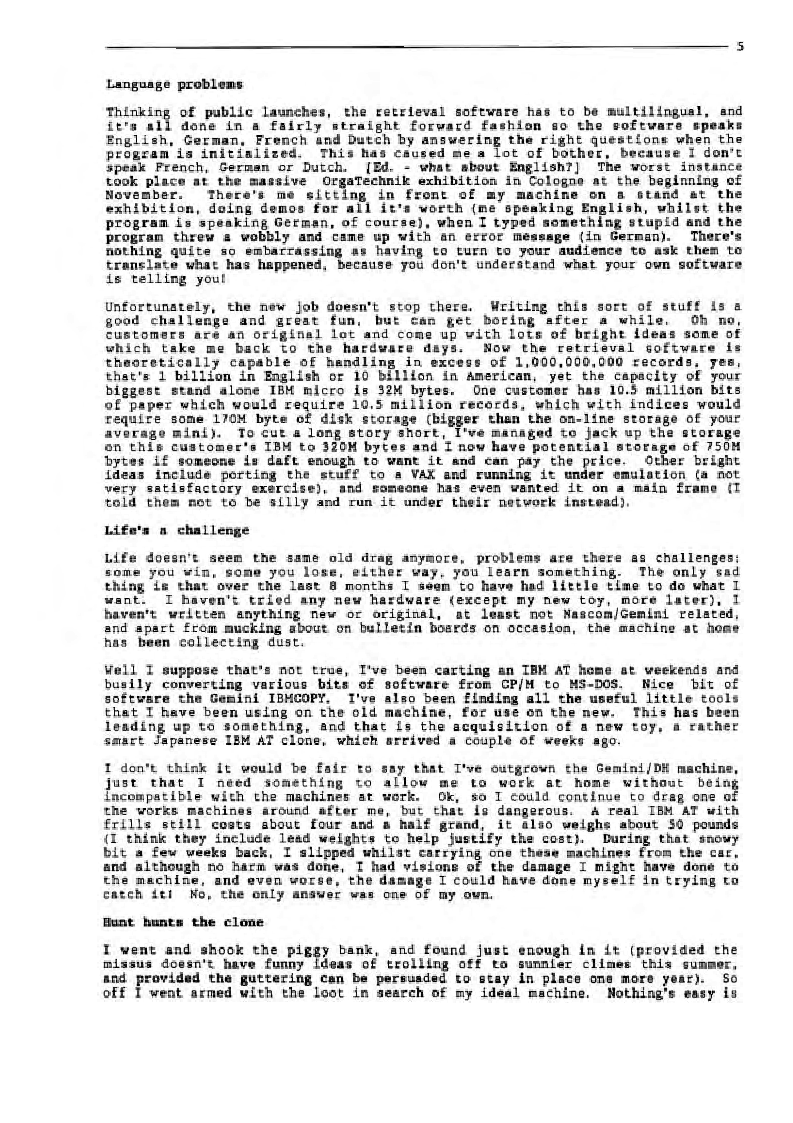 5
Language problems
Thinking of public launches, the retrieval software has to be multilingual, and
it's all done in a fairly straight forward fashion so the software speaks
English, German, French and Dutch by answering the right questions when the
program is initialized. This has caused me a lot of bother, because I don't
speak French, German or Dutch. [Ed. - what about English?] The worst instance
took place at the massive OrgaTechnik exhibition in Cologne at the beginning of
November. There's me sitting in front of my machine on a stand at the
exhibition, doing demos for all it's worth (me speaking English, whilst the
program is speaking German, of course), when I typed something stupid and the
program threw a wobbly and came up with an error message (in German). There's
nothing quite so embarrassing as having to turn to your audience to ask them to
translate what has happened, because you don't understand what your own software
is telling you!
Unfortunately, the new job doesn't stop there. Writing this sort of stuff is a
good challenge and great fun, but can get boring after a while. Oh no,
customers are an original lot and come up with lots of bright ideas some of
which take me back to the hardware days. Now the retrieval software is
theoretically capable of handling in excess of 1,000,000,000 records, yes,
that's 1 billion in English or 10 billion in American, yet the capacity of your
biggest stand alone IBM micro is 32M bytes. One customer has 10.5 million bits
of paper which would require 10.5 million records, which with indices would
require some 170M byte of disk storage (bigger than the on-line storage of your
average mini). To cut a long story short, I've managed to jack up the storage
on this customer's IBM to 320M bytes and I now have potential storage of 750M
bytes if someone is daft enough to want it and can pay the price. Other bright
ideas include porting the stuff to a VAX and running it under emulation (a not
very satisfactory exercise), and someone has even wanted it on a main frame (I
told them not to be silly and run it under their network instead).
Life's a challenge
Life doesn't seem the same old drag anymore, problems are there as challenges;
some you win, some you lose, either way, you learn something. The only sad
thing is that over the last 8 months I seem to have had little time to do what I
want. I haven't tried any new hardware (except my new toy, more later), I
haven't written anything new or original, at least not Nascom/Gemini related,
and apart from mucking about on bulletin boards on occasion, the machine at home
has been collecting dust.
Well I suppose that's not true, I've been carting an IBM AT home at weekends and
busily converting various bits of software from CP/M to MS-DOS. Nice bit of
software the Gemini IBMCOPY. I've also been finding all the useful little tools
that I have been using on the old machine, for use on the new. This has been
leading up to something, and that is the acquisition of a new toy, a rather
smart Japanese IBM AT clone, which arrived a couple of weeks ago.
I don't think it would be fair to say that I've outgrown the Gemini/DH machine,
just that I need something to allow me to work at home without being
incompatible with the machines at work. Ok, so I could continue to drag one of
the works machines around after me, but that is dangerous. A real IBM AT with
frills still costs about four and a half grand, it also weighs about 50 pounds
(I think they include lead weights to help justify the cost). During that snowy
bit a few weeks back, I slipped whilst carrying one these machines from the car,
and although no harm was done, I had visions of the damage I might have done to
the machine, and even worse, the damage I could have done myself in trying to
catch it! No, the only answer was one of my own.
Hunt hunts the clone
I went and shook the piggy bank, and found just enough in it (provided the
missus doesn't have funny ideas of trolling off to sunnier climes this summer,
and provided the guttering can be persuaded to stay in place one more year). So
off I went armed with the loot in search of my ideal machine. Nothing's easy is